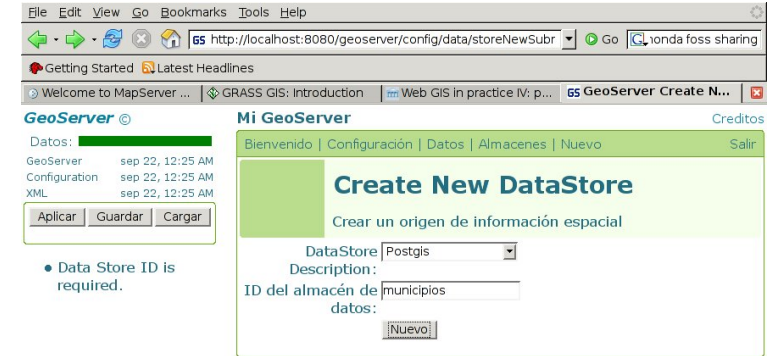 File Edit View Go Bookmarks Tools Help
GS http://localhost:8080/geoserver/config/data/storeNewSubr Go honda foss sharing
Getting Started Latest Headlines
Welcome to MapServer ... GRASS GIS: Introduction Web GIS in practice IV: p... GS GeoServer Create N...
GeoServer © Mi GeoServer Creditos
Datos: Bienvenido | Configuración | Datos | Almacenes | Nuevo Salir
GeoServer sep 22, 12:25 AM
Configuration sep 22, 12:25 AM
XML sep 22, 12:25 AM
Aplicar Guardar Cargar
Data Store ID is
required.
Create New DataStore
Crear un origen de información espacial
DataStore Postgis
Description:
ID del almacén de municipios
datos:
Nuevo